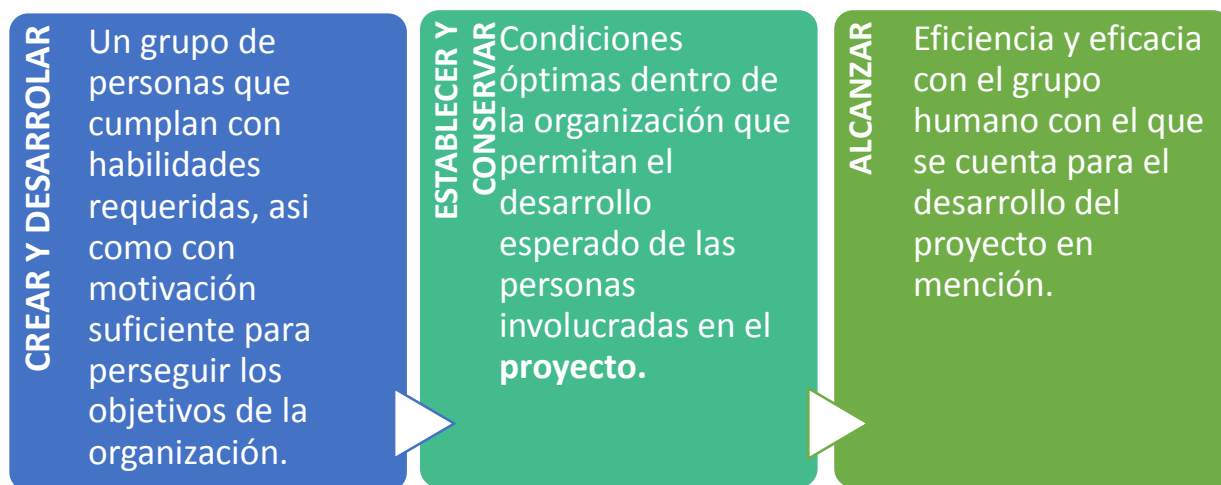 CREAR Y DESARROLAR
Un grupo de
personas que
cumplan con
habilidades
requeridas, asi
como con
motivación
suficiente para
perseguir los
objetivos de la
organización.
ESTABLECER Y
CONSERVAR
Condiciones
óptimas dentro de
la organización que
permitan el
desarrollo
esperado de las
personas
involucradas en el
proyecto.
ALCANZAR
Eficiencia y eficacia
con el grupo
humano con el que
se cuenta para el
desarrollo del
proyecto en
mención.